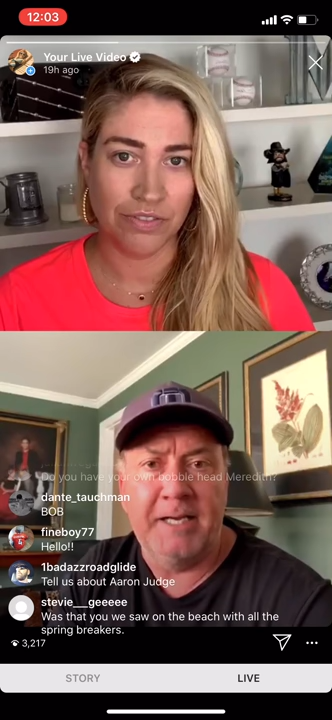 12:03
Your Live Video
19h ago
Do you have your own bobble head Meredith?
dante_tauchman
BOB
fineboy77
Hello!!
1badazzroadglide
Tell us about Aaron Judge
stevie___geeeee
Was that you we saw on the beach with all the
spring breakers.
3,217
STORY
LIVE